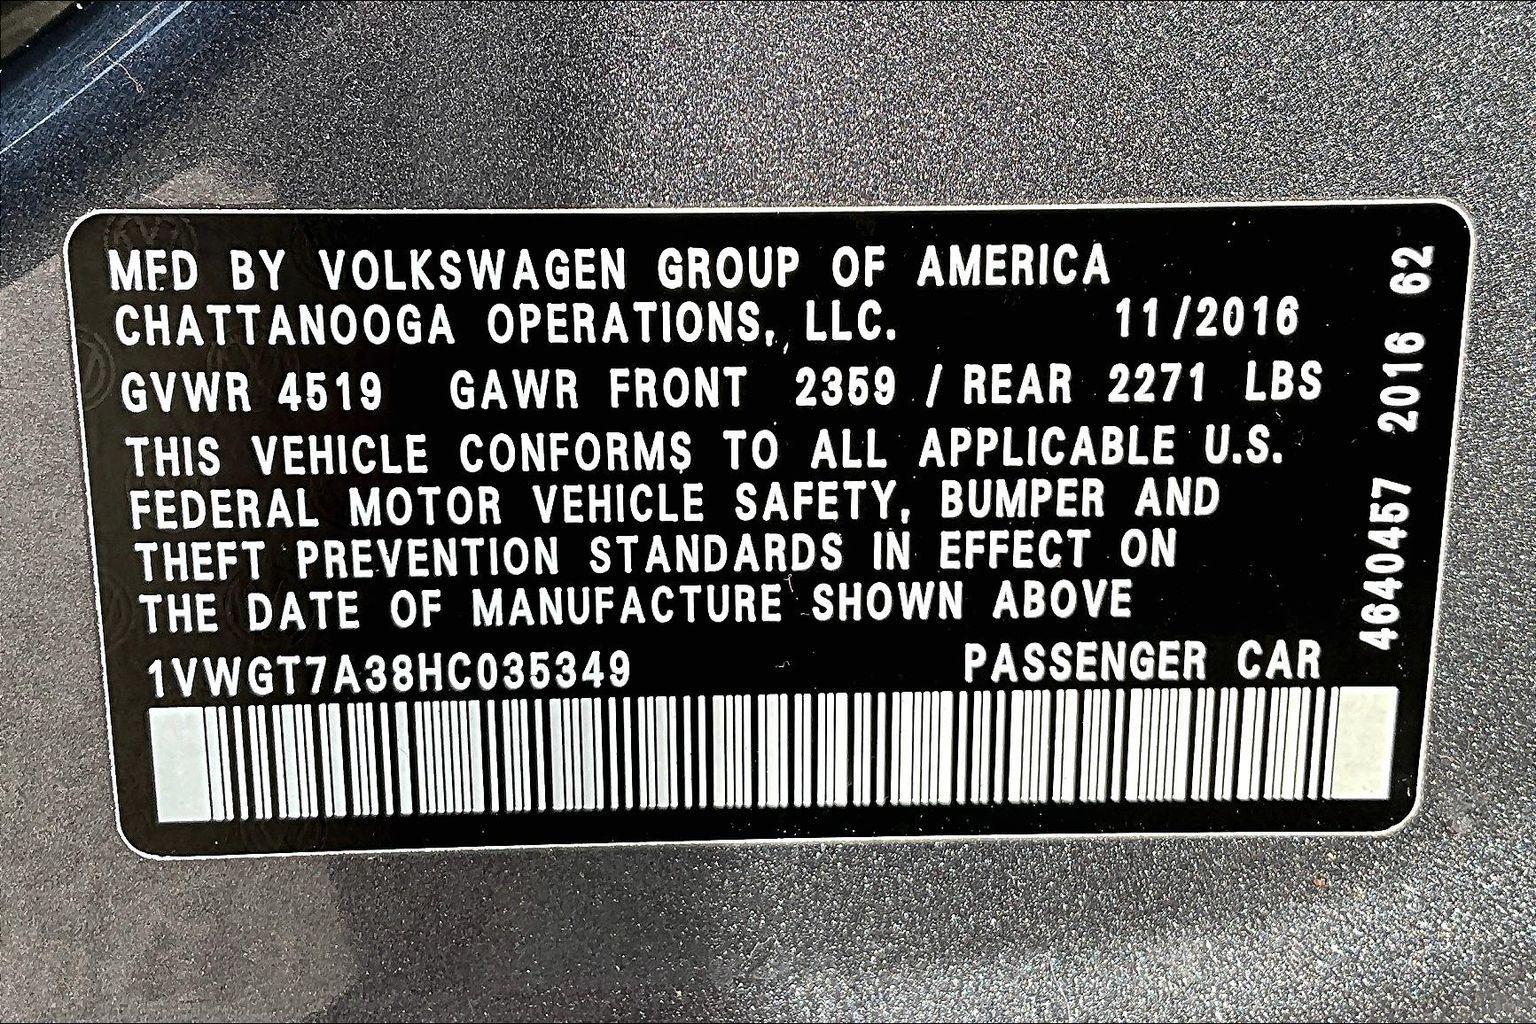 MFD BY VOLKSWAGEN GROUP OF AMERICA
CHATTANOOGA OPERATIONS, LLC. 11/2016
GVWR 4519 GAWR FRONT 2359 / REAR 2271 LBS
THIS VEHICLE CONFORMS TO ALL APPLICABLE U.S.
FEDERAL MOTOR VEHICLE SAFETY, BUMPER AND
THEFT PREVENTION STANDARDS IN EFFECT ON
THE DATE OF MANUFACTURE SHOWN ABOVE
1VWGT7A38HC035349 PASSENGER CAR
4640457 2016 62